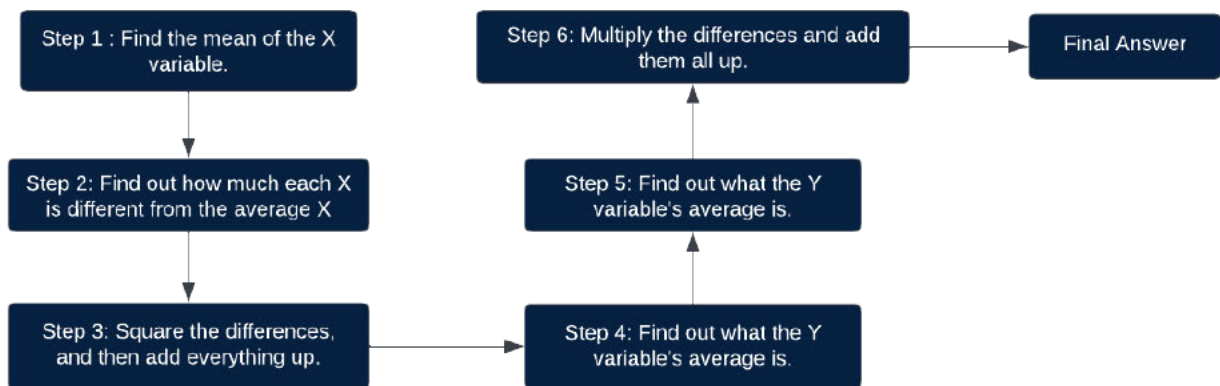 Step 1 : Find the mean of the X
variable.
Step 2: Find out how much each X
is different from the average X
Step 3: Square the differences,
and then add everything up.
Step 4: Find out what the Y
variable's average is.
Step 5: Find out what the Y
variable's average is.
Step 6: Multiply the differences and add
them all up.
Final Answer